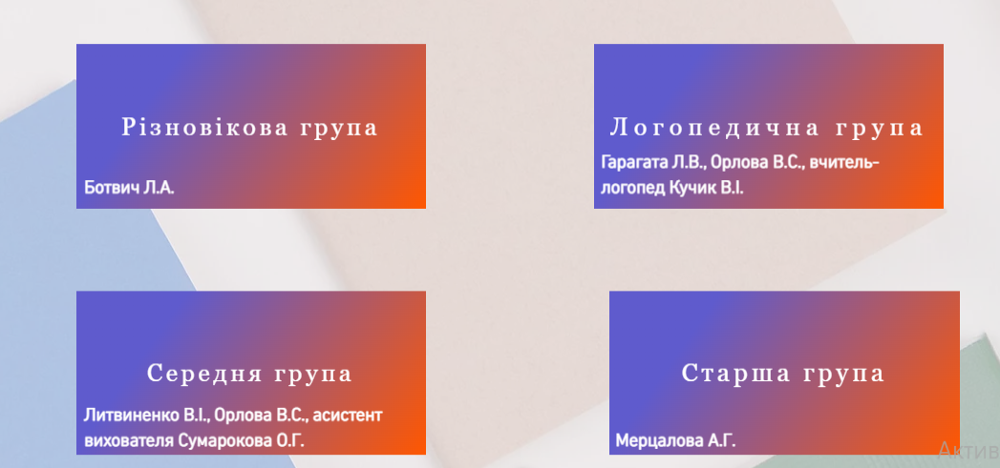 Різновікова група
Ботвич Л.А.
Логопедична група
Гарагата Л.В., Орлова В.С., вчитель-
логопед Кучик В.І.
Середня група
Литвиненко В.І., Орлова В.С., асистент
вихователя Сумарокова О.Г.
Старша група
Мерцалова А.Г.
Актив